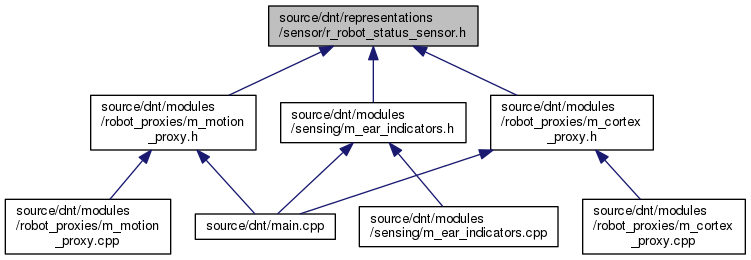 source/dnt/representations
/sensor/r_robot_status_sensor.h
source/dnt/modules
/robot_proxies/m_motion
_proxy.h
source/dnt/modules
/sensing/m_ear_indicators.h
source/dnt/modules
/robot_proxies/m_cortex
_proxy.h
source/dnt/modules
/robot_proxies/m_motion
_proxy.cpp
source/dnt/main.cpp
source/dnt/modules
/sensing/m_ear_indicators.cpp
source/dnt/modules
/robot_proxies/m_cortex
_proxy.cpp